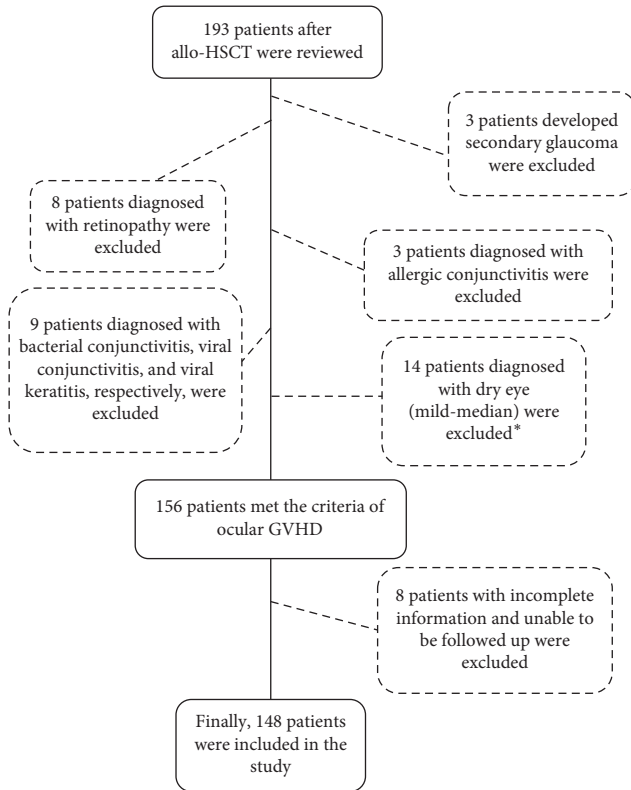 193 patients after
allo-HSCT were reviewed
3 patients developed
secondary glaucoma
were excluded
8 patients diagnosed
with retinopathy were
excluded
3 patients diagnosed with
allergic conjunctivitis were
excluded
9 patients diagnosed with
bacterial conjunctivitis, viral
conjunctivitis, and viral
keratitis, respectively, were
excluded
14 patients diagnosed
with dry eye
(mild-median) were
excluded*
156 patients met the criteria of
ocular GVHD
8 patients with incomplete
information and unable to
be followed up were
excluded
Finally, 148 patients
were included in the
study